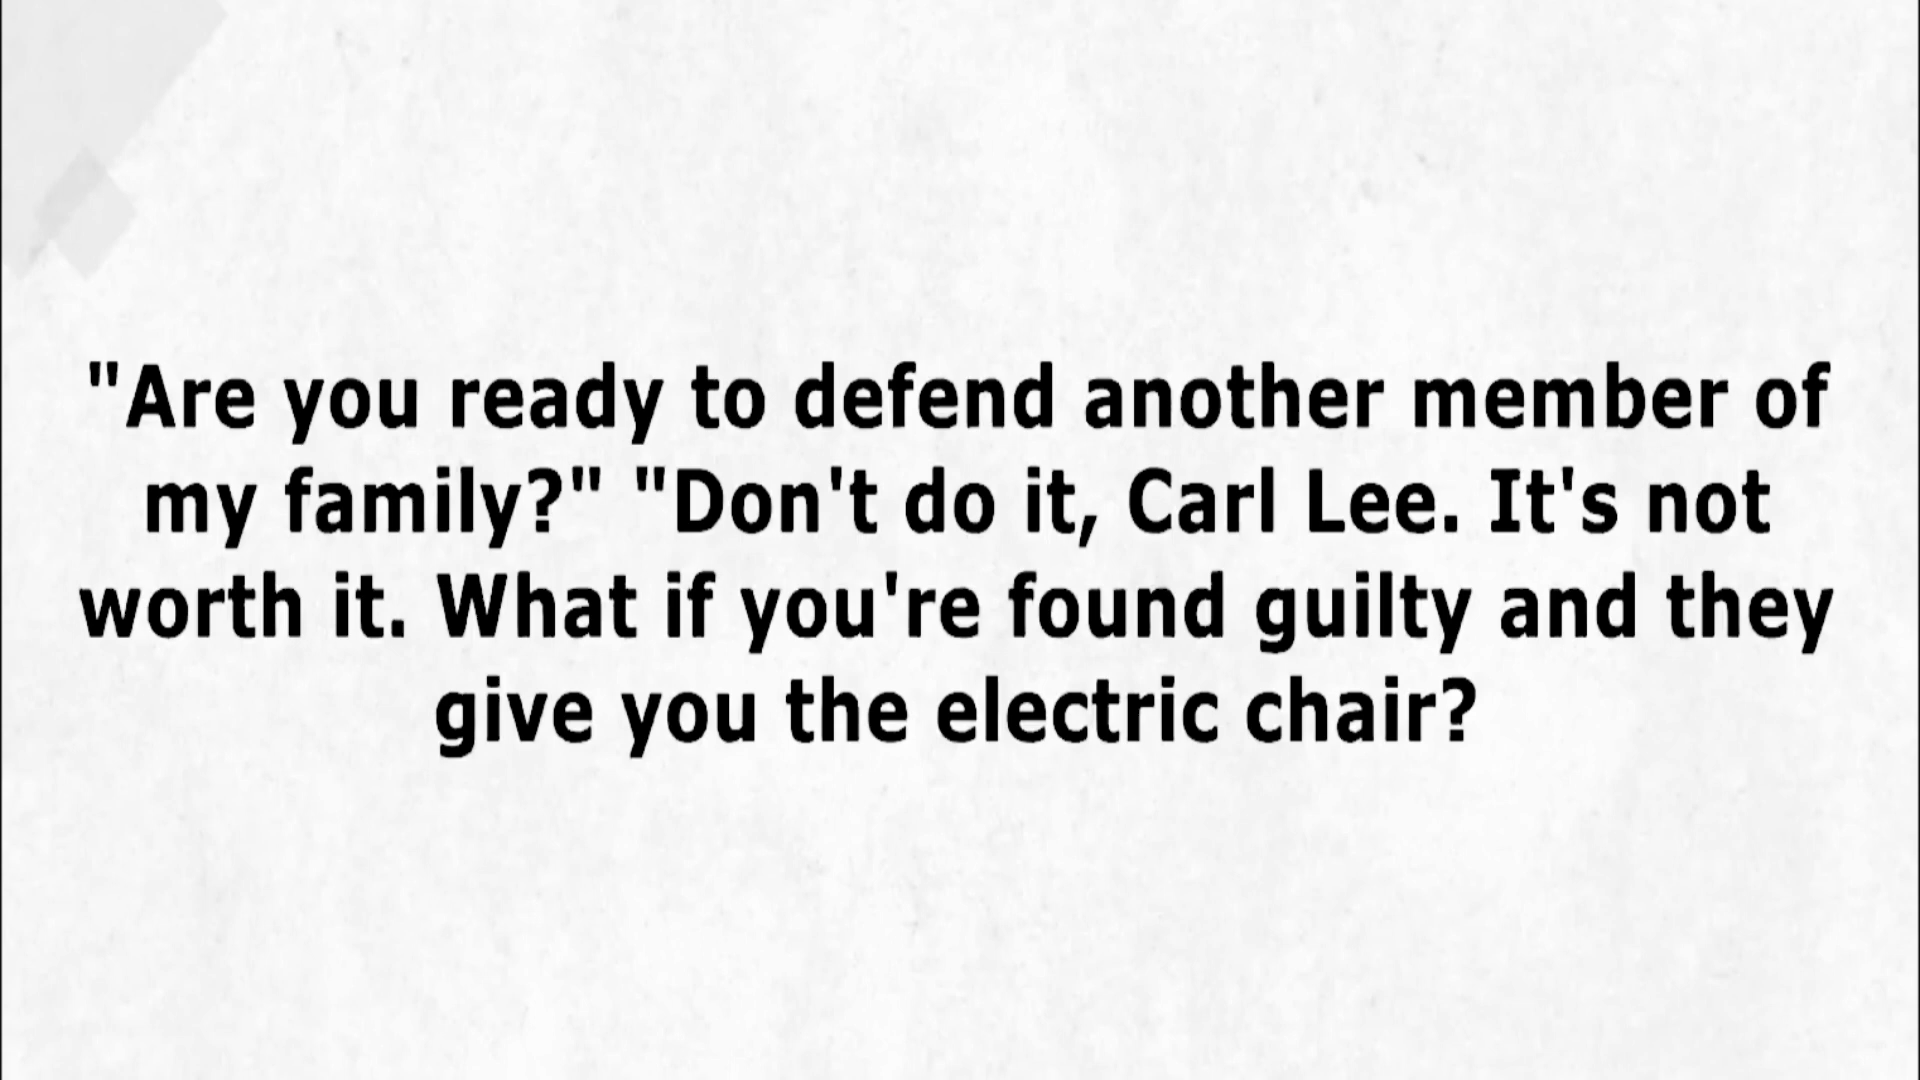 "Are you ready to defend another member of
my family?" "Don't do it, Carl Lee. It's not
worth it. What if you're found guilty and they
give you the electric chair?